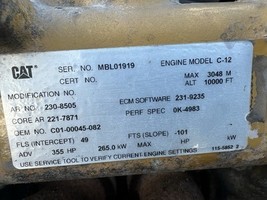 CAT SER. NO. MBL01919 ENGINE MODEL C-12
CERT MAX 3048 M
NO. ALT 10000 FT
MODIFICATION NO.
AR NO. 230-8505 ECM SOFTWARE 231-9235
CORE AR 221-7871 PERF SPEC 0K-4983
OEM NO. C01-00045-082
FLS (INTERCEPT) 49 FTS (SLOPE) -101
ADV 355 HP 265.0 kW HP kW
USE SERVICE TOOL TO VERIFY CURRENT ENGINE SETTINGS